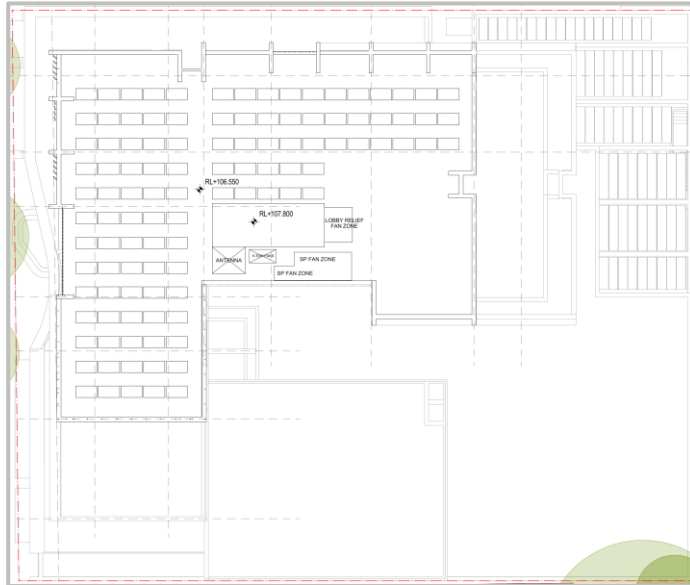 RL+106.550
RL+107.800
LOBBY RELIEF
FAN ZONE
ANTENNA
SP FAN ZONE
SP FAN ZONE